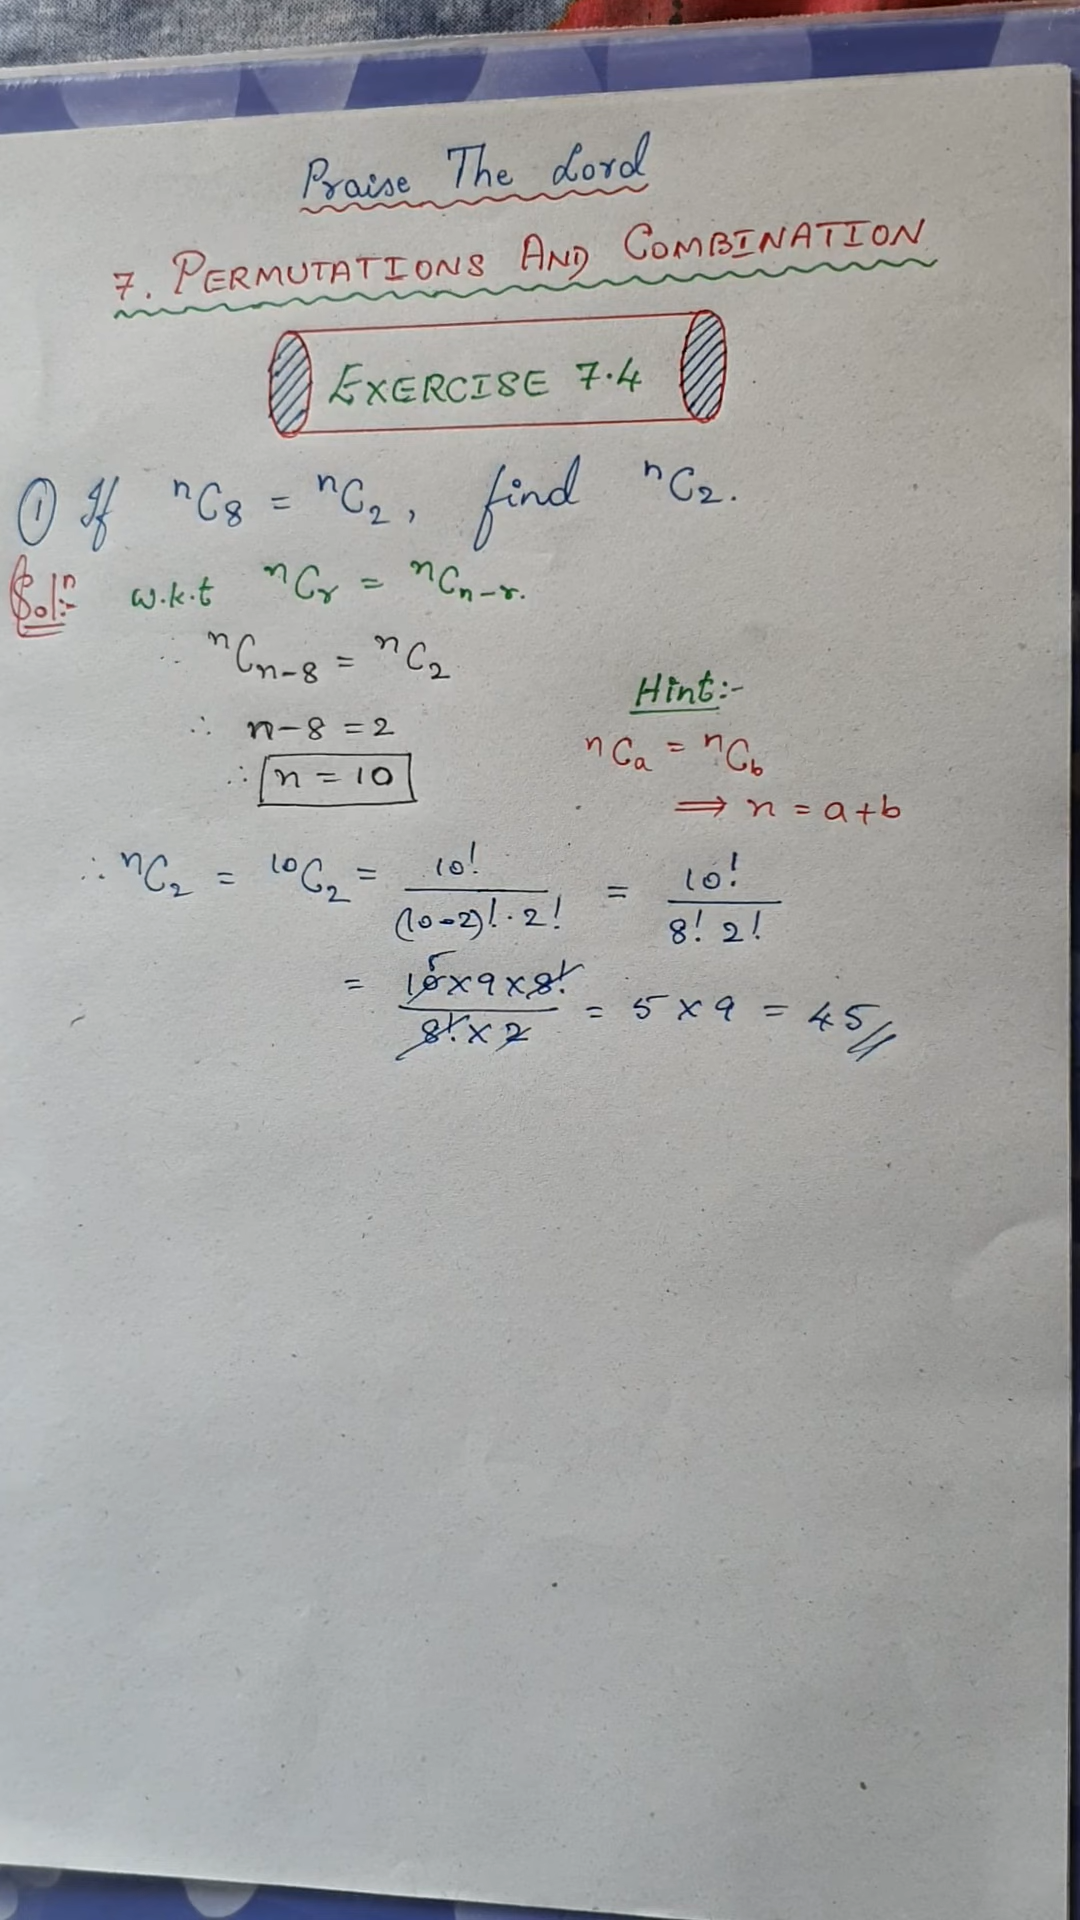 Praise The Lord
7. PERMUTATIONS AND COMBINATION
EXERCISE 7.4
① If ⁿC₈ = ⁿC₂, find ⁿC₂.
Solⁿ:- w.k.t ⁿCᵣ = ⁿCₙ₋ᵣ.
∴ ⁿCₙ₋₈ = ⁿC₂
∴ n-8 = 2
∴ n = 10
Hint:-
ⁿCₐ = ⁿC_b
⟹ n = a+b
∴ ⁿC₂ = ¹⁰C₂ = 10!/(10-2)!·2! = 10!/8! 2!
= 10 5 ×9×8!/8!×2 = 5×9 = 45//